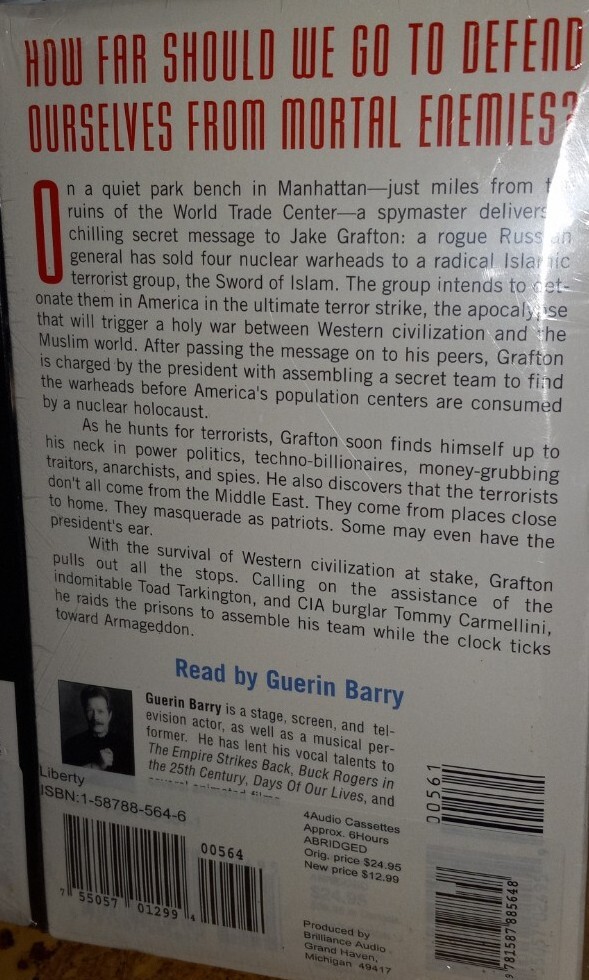 HOW FAR SHOULD WE GO TO DEFEND
OURSELVES FROM MORTAL ENEMIES?
On a quiet park bench in Manhattan—just miles from the
ruins of the World Trade Center—a spymaster delivers a
chilling secret message to Jake Grafton: a rogue Russian
general has sold four nuclear warheads to a radical Islamic
terrorist group, the Sword of Islam. The group intends to det-
onate them in America in the ultimate terror strike, the apocalypse
that will trigger a holy war between Western civilization and the
Muslim world. After passing the message on to his peers, Grafton
is charged by the president with assembling a secret team to find
the warheads before America's population centers are consumed
by a nuclear holocaust.
As he hunts for terrorists, Grafton soon finds himself up to
his neck in power politics, techno-billionaires, money-grubbing
traitors, anarchists, and spies. He also discovers that the terrorists
don't all come from the Middle East. They come from places close
to home. They masquerade as patriots. Some may even have the
president's ear.
With the survival of Western civilization at stake, Grafton
pulls out all the stops. Calling on the assistance of the
indomitable Toad Tarkington, and CIA burglar Tommy Carmellini,
he raids the prisons to assemble his team while the clock ticks
toward Armageddon.
Read by Guerin Barry
Guerin Barry is a stage, screen, and tel-
evision actor, as well as a musical per-
former. He has lent his vocal talents to
The Empire Strikes Back, Buck Rogers in
the 25th Century, Days Of Our Lives, and
several animated films.
Liberty
ISBN:1-58788-564-6
00564
7 55057 01299 4
4Audio Cassettes
Approx. 6Hours
ABRIDGED
Orig. price $24.95
New price $12.99
Produced by
Brilliance Audio
Grand Haven,
Michigan 49417
00561
9781587885648